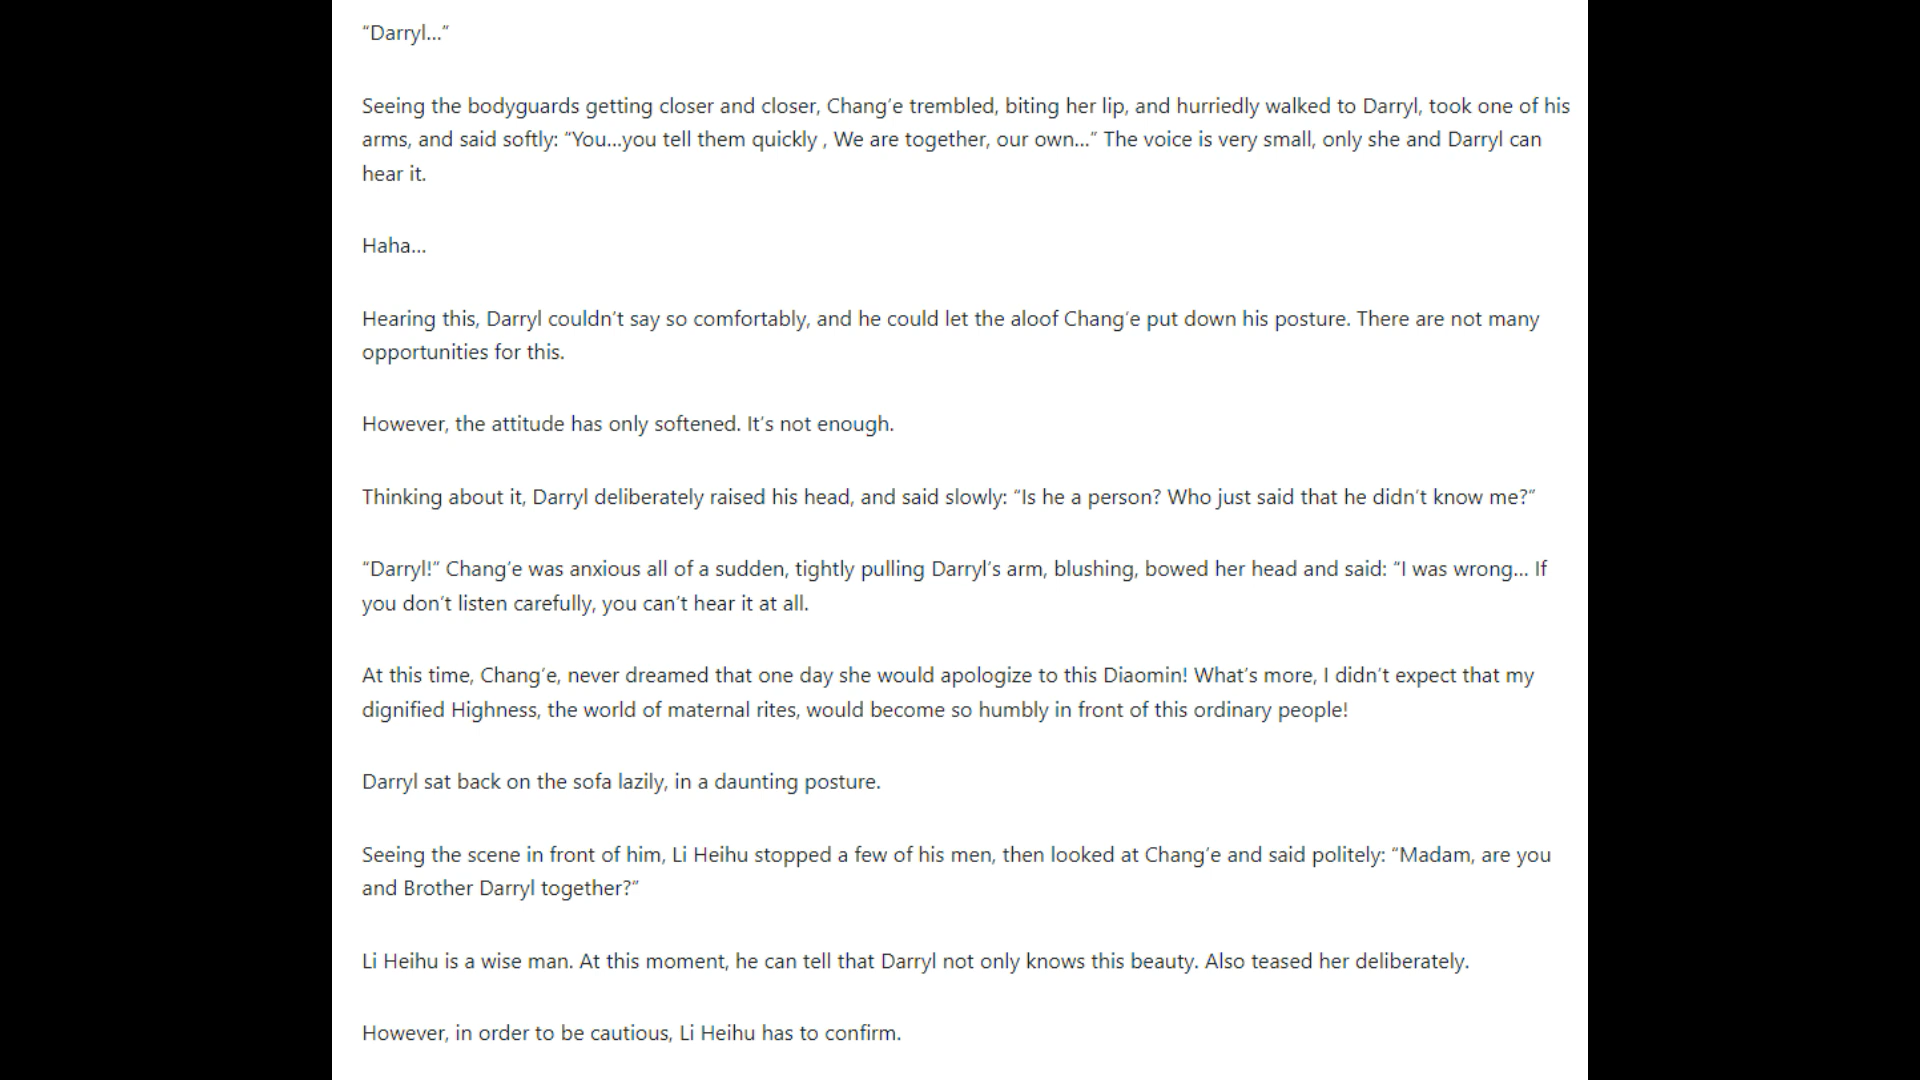 “Darryl...”
Seeing the bodyguards getting closer and closer, Chang’e trembled, biting her lip, and hurriedly walked to Darryl, took one of his
arms, and said softly: “You...you tell them quickly , We are together, our own...” The voice is very small, only she and Darryl can
hear it.
Haha...
Hearing this, Darryl couldn’t say so comfortably, and he could let the aloof Chang’e put down his posture. There are not many
opportunities for this.
However, the attitude has only softened. It’s not enough.
Thinking about it, Darryl deliberately raised his head, and said slowly: “Is he a person? Who just said that he didn’t know me?”
“Darryl!” Chang’e was anxious all of a sudden, tightly pulling Darryl’s arm, blushing, bowed her head and said: “I was wrong... If
you don’t listen carefully, you can’t hear it at all.
At this time, Chang’e, never dreamed that one day she would apologize to this Diaomin! What’s more, I didn’t expect that my
dignified Highness, the world of maternal rites, would become so humbly in front of this ordinary people!
Darryl sat back on the sofa lazily, in a daunting posture.
Seeing the scene in front of him, Li Heihu stopped a few of his men, then looked at Chang’e and said politely: “Madam, are you
and Brother Darryl together?”
Li Heihu is a wise man. At this moment, he can tell that Darryl not only knows this beauty. Also teased her deliberately.
However, in order to be cautious, Li Heihu has to confirm.